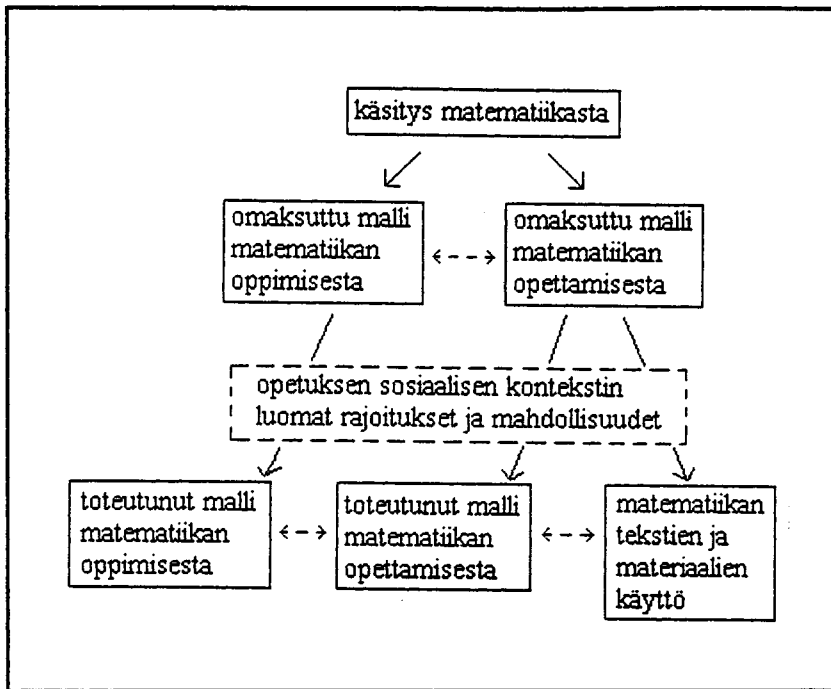 käsitys matematiikasta
omaksuttu malli
matematiikan
oppimisesta
omaksuttu malli
matematiikan
opettamisesta
opetuksen sosiaalisen kontekstin
luomat rajoitukset ja mahdollisuudet
toteutunut malli
matematiikan
oppimisesta
toteutunut malli
matematiikan
opettamisesta
matematiikan
tekstien ja
materiaalien
käyttö